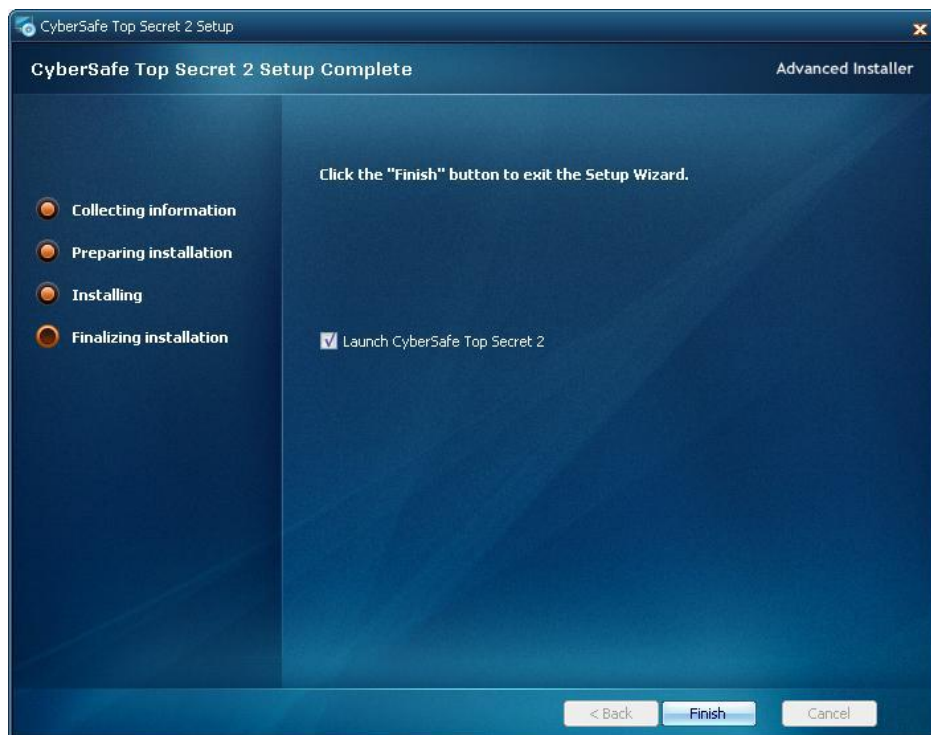 CyberSafe Top Secret 2 Setup
CyberSafe Top Secret 2 Setup Complete
Advanced Installer
Click the "Finish" button to exit the Setup Wizard.
Collecting information
Preparing installation
Installing
Finalizing installation
Launch CyberSafe Top Secret 2
< Back
Finish
Cancel